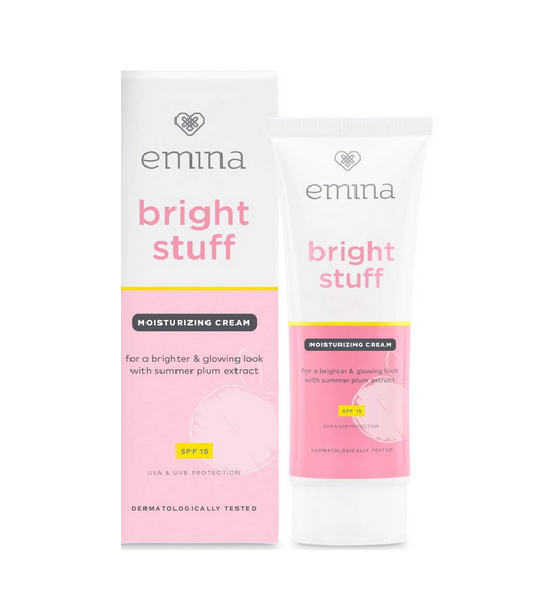 emina
bright
stuff
MOISTURIZING CREAM
for a brighter & glowing look
with summer plum extract
SPF 15
UVA & UVB PROTECTION
DERMATOLOGICALLY TESTED
emina
bright
stuff
MOISTURIZING CREAM
for a brighter & glowing look
with summer plum extract
SPF 15
UVA & UVB PROTECTION
DERMATOLOGICALLY TESTED